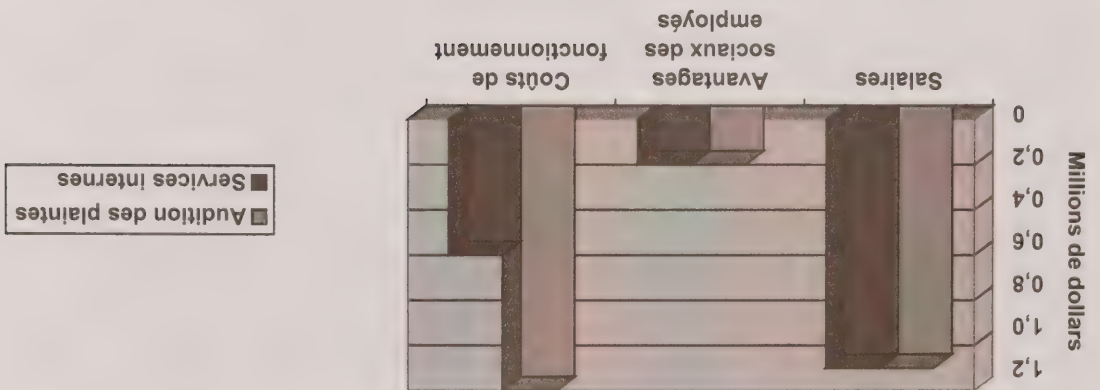 Millions de dollars
1,2
1,0
0,8
0,6
0,4
0,2
0
Salaires
Avantages
sociaux des
employés
Coûts de
fonctionnement
Audition des plaintes
Services internes